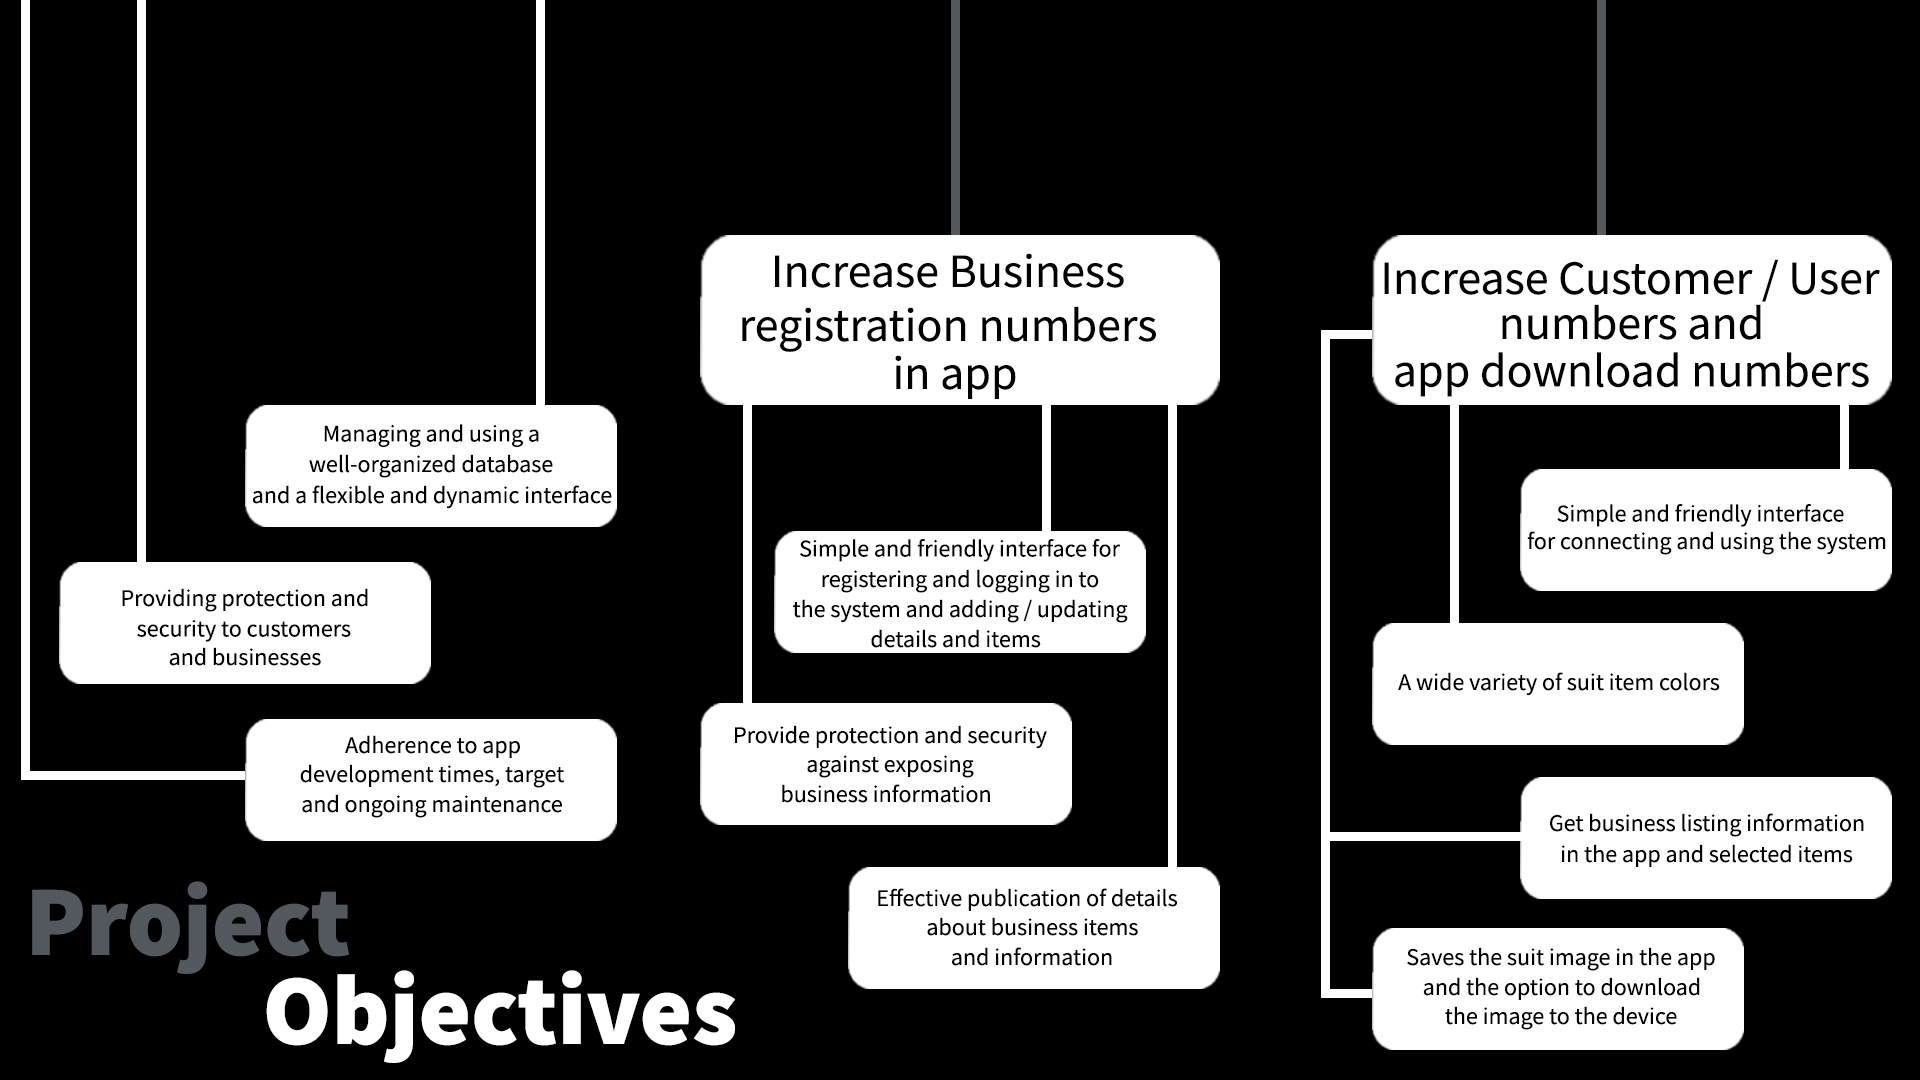 Increase Business
registration numbers
in app
Increase Customer / User
numbers and
app download numbers
Managing and using a
well-organized database
and a flexible and dynamic interface
Providing protection and
security to customers
and businesses
Adherence to app
development times, target
and ongoing maintenance
Simple and friendly interface for
registering and logging in to
the system and adding / updating
details and items
Provide protection and security
against exposing
business information
Effective publication of details
about business items
and information
Simple and friendly interface
for connecting and using the system
A wide variety of suit item colors
Get business listing information
in the app and selected items
Saves the suit image in the app
and the option to download
the image to the device
Project
Objectives